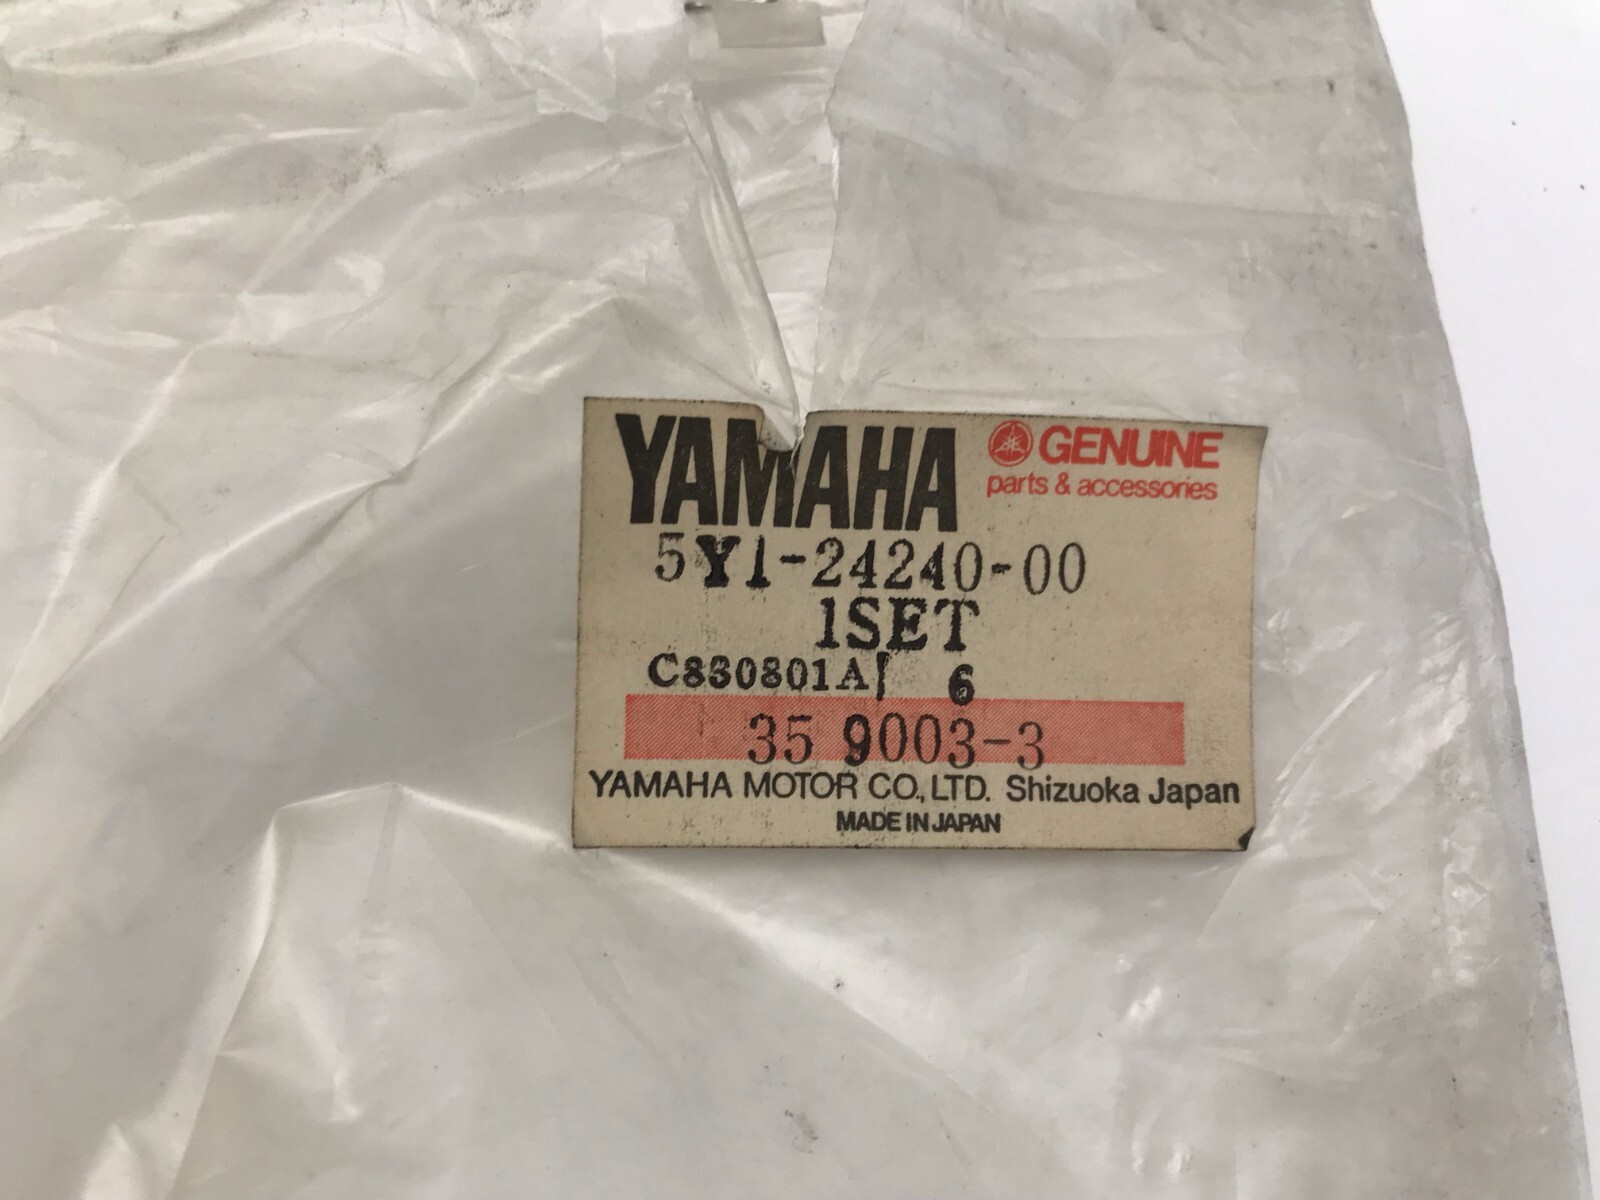 YAMAHA
GENUINE
parts & accessories
5Y1-24240-00
1SET
C830801A/ 6
35 9003-3
YAMAHA MOTOR CO., LTD. Shizuoka Japan
MADE IN JAPAN